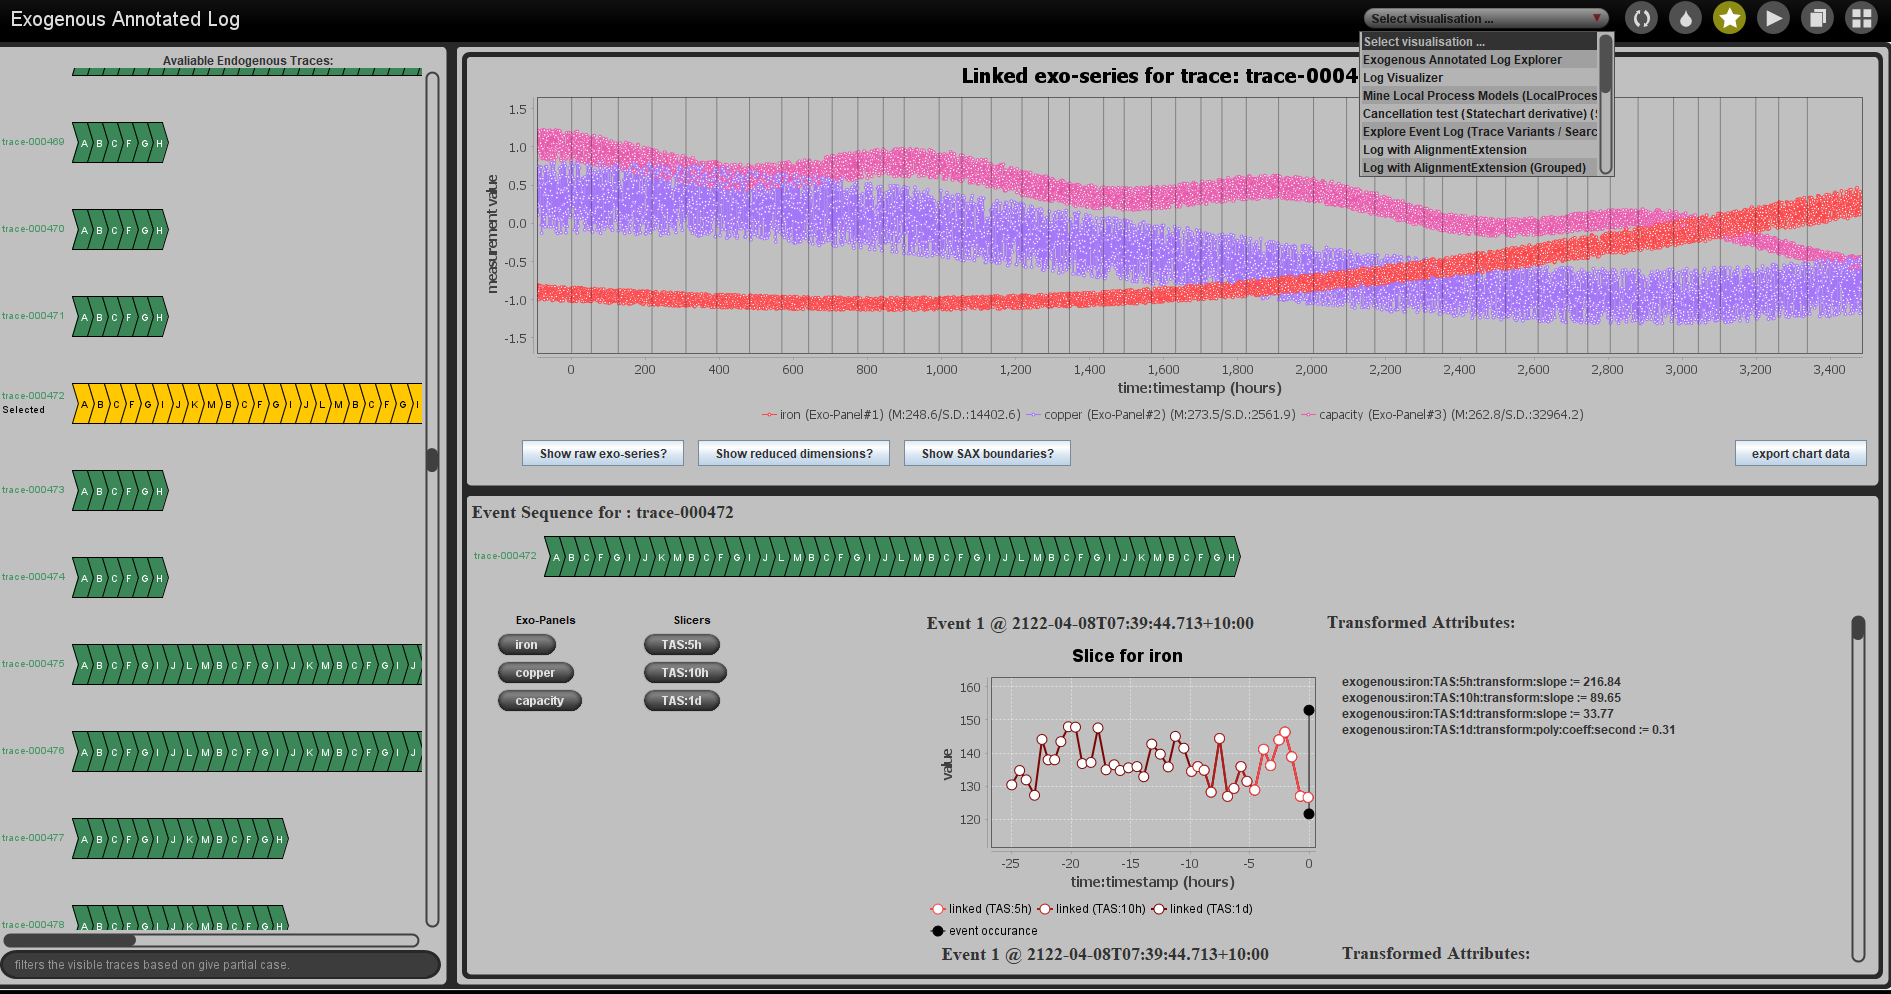 Exogenous Annotated Log
Select visualisation ...
Select visualisation ...
Exogenous Annotated Log Explorer
Log Visualizer
Mine Local Process Models (LocalProces
Cancellation test (Statechart derivative) (
Explore Event Log (Trace Variants / Searc
Log with AlignmentExtension
Log with AlignmentExtension (Grouped)
Avaliable Endogenous Traces:
trace-000469
A B C F G H
trace-000470
A B C F G H
trace-000471
A B C F G H
trace-000472
Selected
A B C F G I J K M B C F G I J L M B C F G I
trace-000473
A B C F G H
trace-000474
A B C F G H
trace-000475
A B C F G I J L M B C F G I J K M B C F G I J
trace-000476
A B C F G I J L M B C F G I J K M B C F G I J
trace-000477
A B C F G I J K M B C F G H
trace-000478
A B C F G I J K M B C F G H
filters the visible traces based on give partial case.
Linked exo-series for trace: trace-0004
measurement value
1.5
1.0
0.5
0.0
-0.5
-1.0
-1.5
0 200 400 600 800 1,000 1,200 1,400 1,600 1,800 2,000 2,200 2,400 2,600 2,800 3,000 3,200 3,400
time:timestamp (hours)
iron (Exo-Panel#1) (M:248.6/S.D.:14402.6) copper (Exo-Panel#2) (M:273.5/S.D.:2561.9) capacity (Exo-Panel#3) (M:262.8/S.D.:32964.2)
Show raw exo-series? Show reduced dimensions? Show SAX boundaries? export chart data
Event Sequence for : trace-000472
trace-000472
A B C F G I J K M B C F G I J L M B C F G I J L M B C F G I J L M B C F G I J K M B C F G H
Exo-Panels
iron
copper
capacity
Slicers
TAS:5h
TAS:10h
TAS:1d
Event 1 @ 2122-04-08T07:39:44.713+10:00
Slice for iron
value
160
150
140
130
120
-25 -20 -15 -10 -5 0
time:timestamp (hours)
linked (TAS:5h) linked (TAS:10h) linked (TAS:1d)
event occurance
Transformed Attributes:
exogenous:iron:TAS:5h:transform:slope := 216.84
exogenous:iron:TAS:10h:transform:slope := 89.65
exogenous:iron:TAS:1d:transform:slope := 33.77
exogenous:iron:TAS:1d:transform:poly:coeff:second := 0.31
Event 1 @ 2122-04-08T07:39:44.713+10:00
Transformed Attributes: